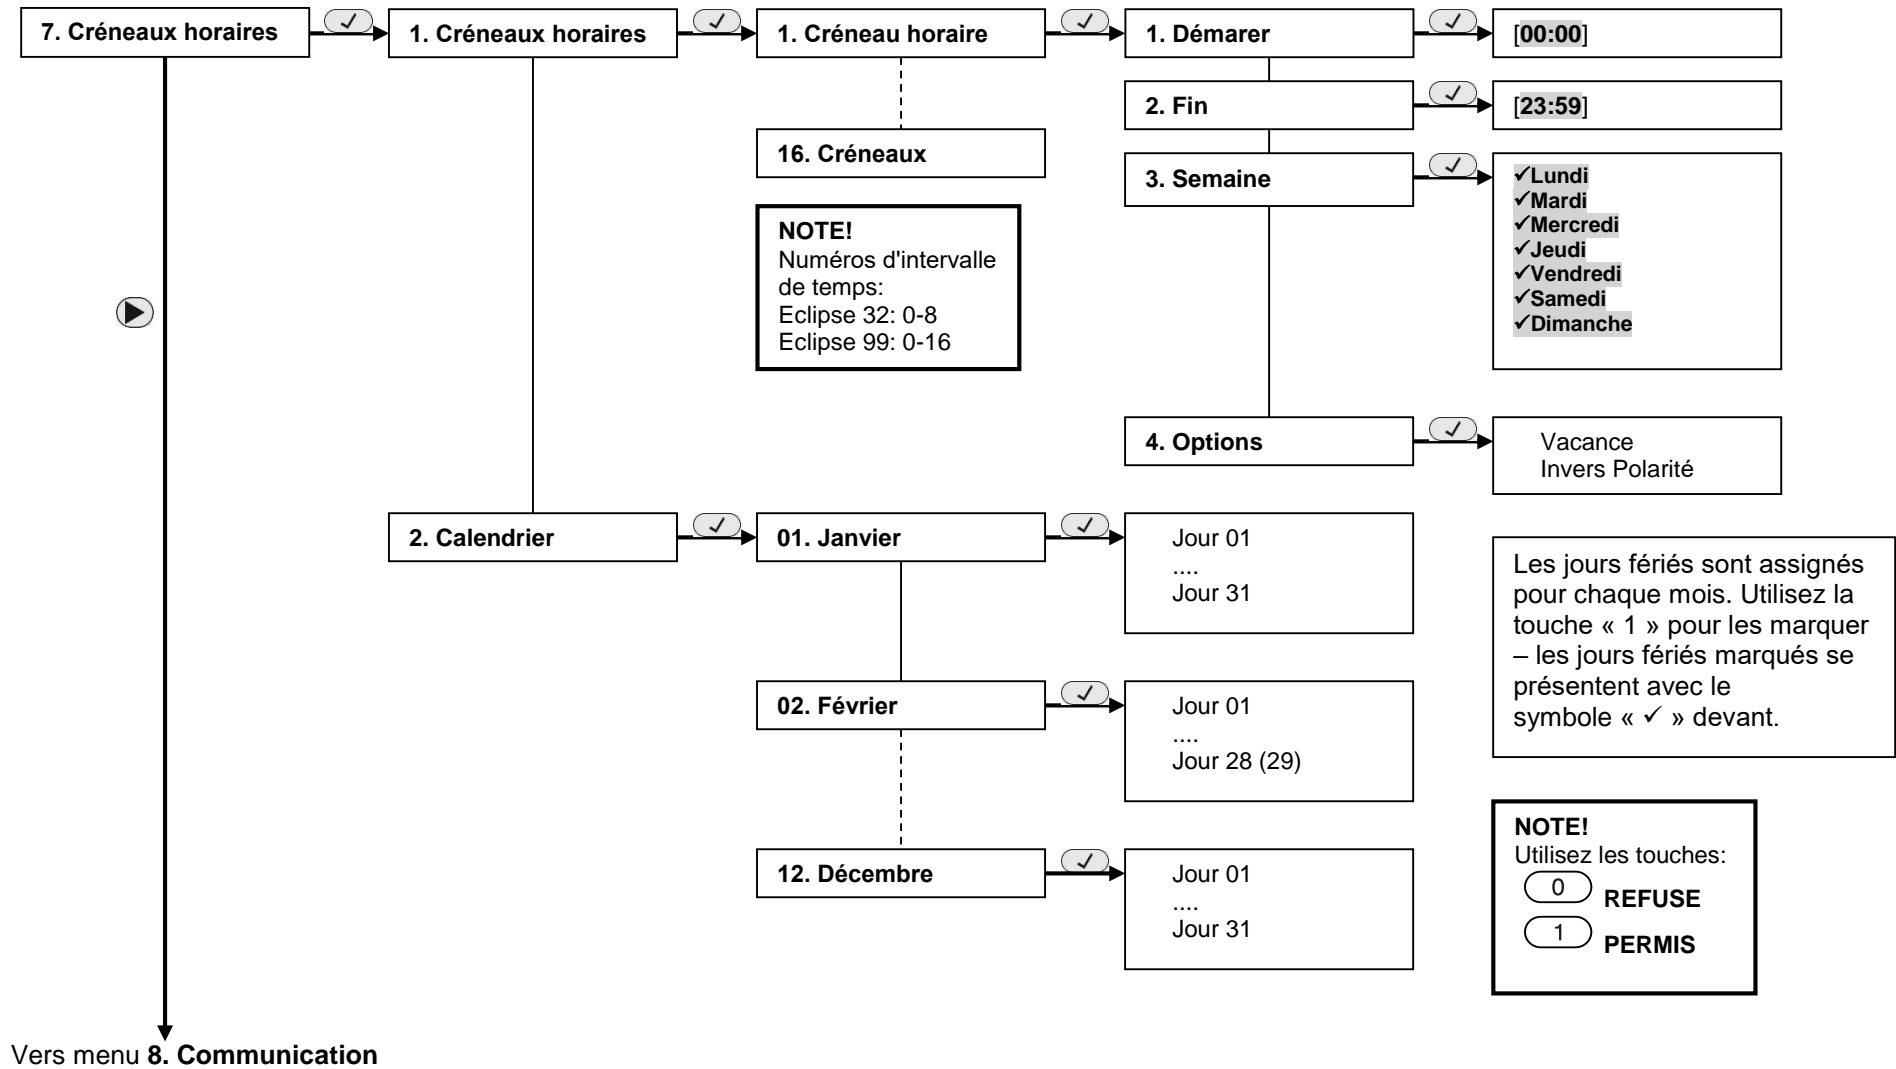 7. Créneaux horaires
1. Créneaux horaires
1. Créneau horaire
1. Démarer
[00:00]
2. Fin
[23:59]
16. Créneaux
3. Semaine
✓Lundi
✓Mardi
✓Mercredi
✓Jeudi
✓Vendredi
✓Samedi
✓Dimanche
NOTE!
Numéros d'intervalle
de temps:
Eclipse 32: 0-8
Eclipse 99: 0-16
4. Options
Vacance
Invers Polarité
2. Calendrier
01. Janvier
Jour 01
....
Jour 31
Les jours fériés sont assignés
pour chaque mois. Utilisez la
touche « 1 » pour les marquer
– les jours fériés marqués se
présentent avec le
symbole « ✓ » devant.
02. Février
Jour 01
....
Jour 28 (29)
12. Décembre
Jour 01
....
Jour 31
NOTE!
Utilisez les touches:
0 REFUSE
1 PERMIS
Vers menu 8. Communication